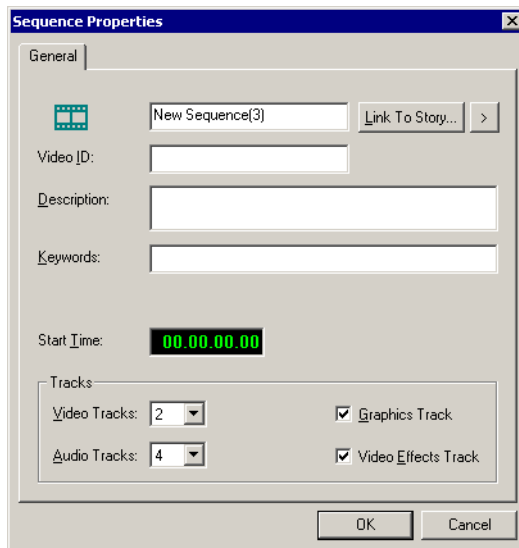 Sequence Properties
General
New Sequence(3) Link To Story... >
Video ID:
Description:
Keywords:
Start Time: 00.00.00.00
Tracks
Video Tracks: 2 Graphics Track
Audio Tracks: 4 Video Effects Track
OK Cancel